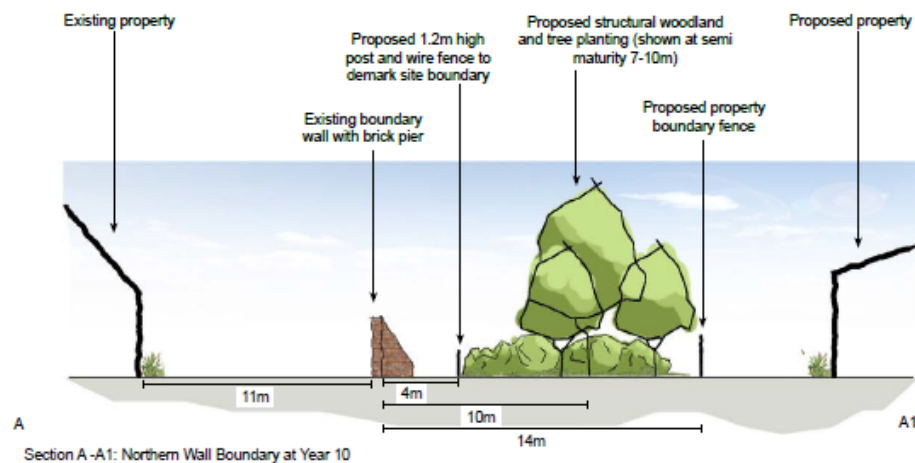 Existing property
Proposed 1.2m high
post and wire fence to
demark site boundary
Proposed structural woodland
and tree planting (shown at semi
maturity 7-10m)
Proposed property
Existing boundary
wall with brick pier
Proposed property
boundary fence
11m
4m
10m
14m
A
A1
Section A -A1: Northern Wall Boundary at Year 10